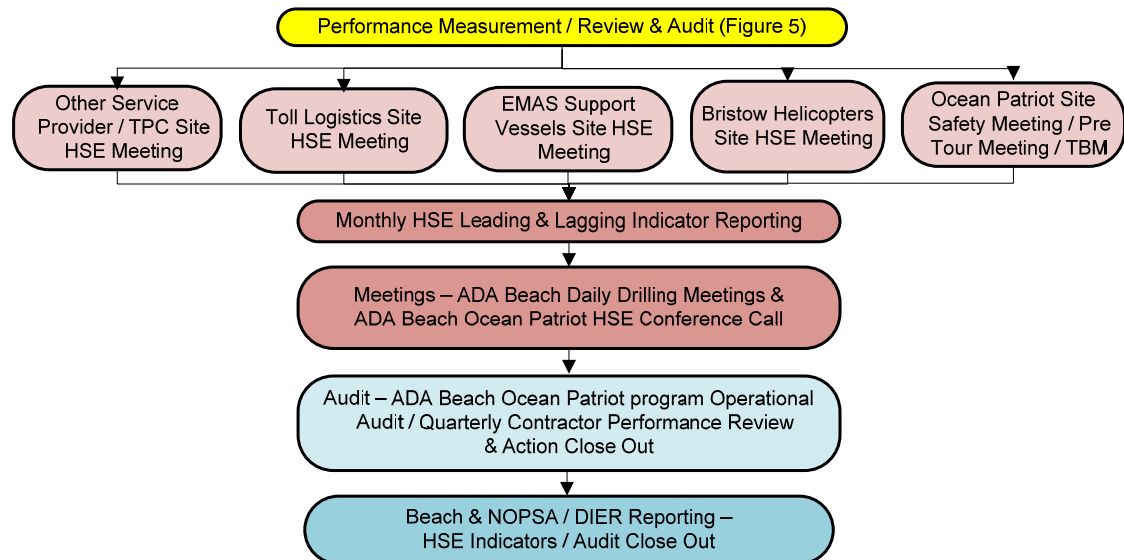 Performance Measurement / Review & Audit (Figure 5)
Other Service
Provider / TPC Site
HSE Meeting
Toll Logistics Site
HSE Meeting
EMAS Support
Vessels Site HSE
Meeting
Bristow Helicopters
Site HSE Meeting
Ocean Patriot Site
Safety Meeting / Pre
Tour Meeting / TBM
Monthly HSE Leading & Lagging Indicator Reporting
Meetings – ADA Beach Daily Drilling Meetings &
ADA Beach Ocean Patriot HSE Conference Call
Audit – ADA Beach Ocean Patriot program Operational
Audit / Quarterly Contractor Performance Review
& Action Close Out
Beach & NOPSA / DIER Reporting –
HSE Indicators / Audit Close Out